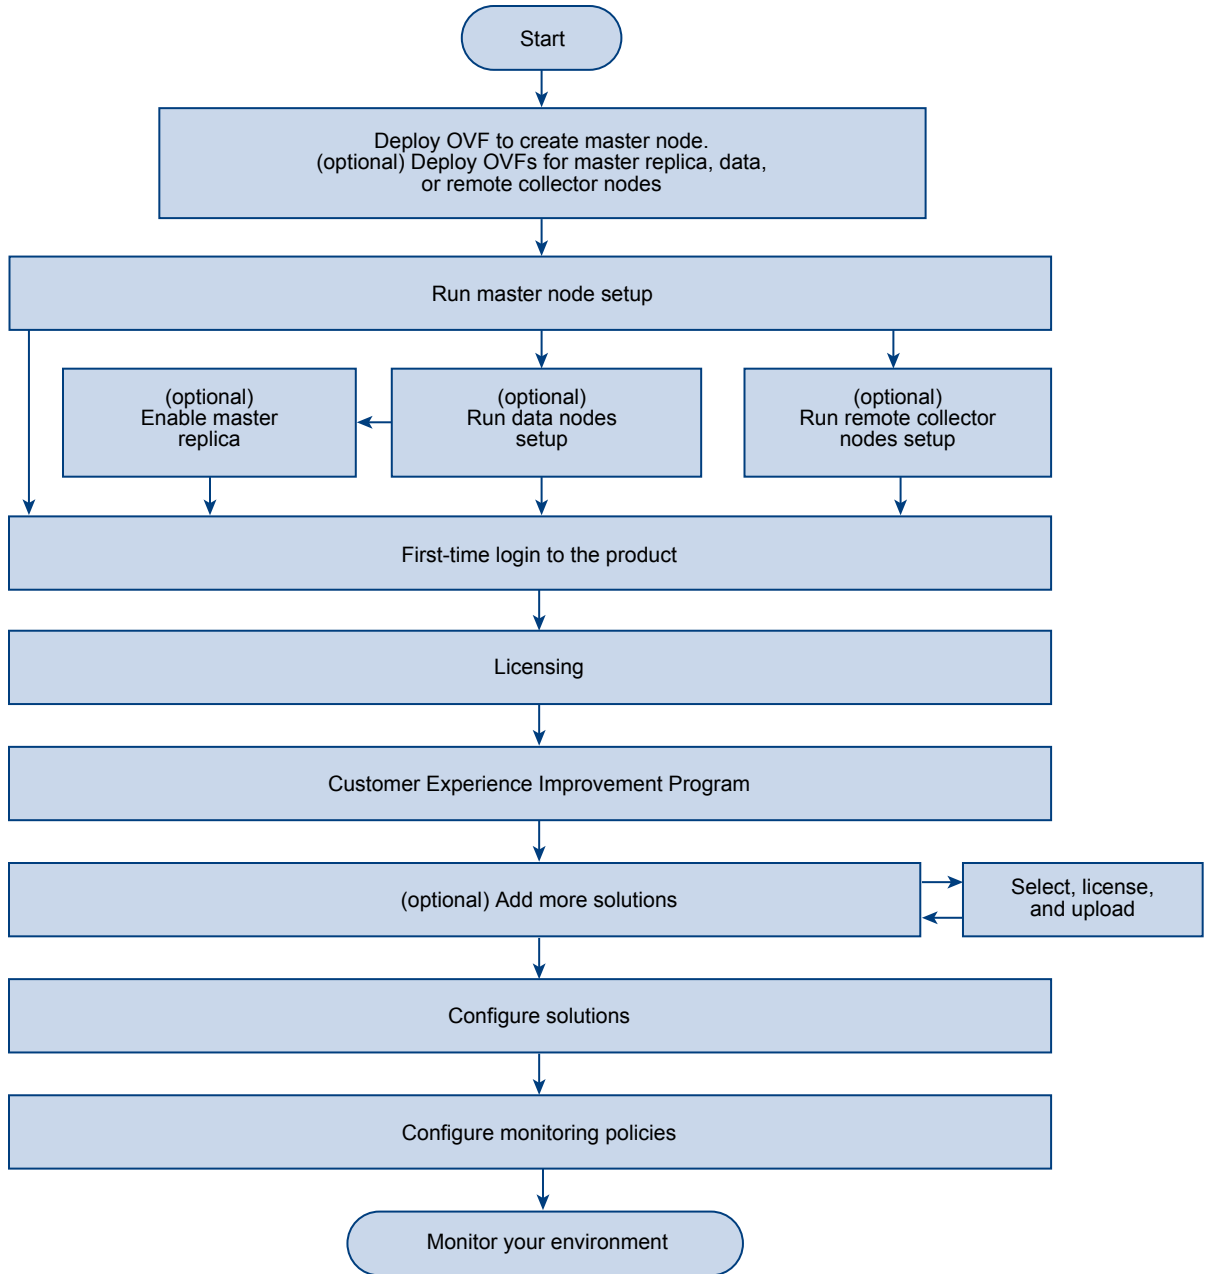 Start
Deploy OVF to create master node.
(optional) Deploy OVFs for master replica, data,
or remote collector nodes
Run master node setup
(optional)
Enable master
replica
(optional)
Run data nodes
setup
(optional)
Run remote collector
nodes setup
First-time login to the product
Licensing
Customer Experience Improvement Program
(optional) Add more solutions
Select, license,
and upload
Configure solutions
Configure monitoring policies
Monitor your environment